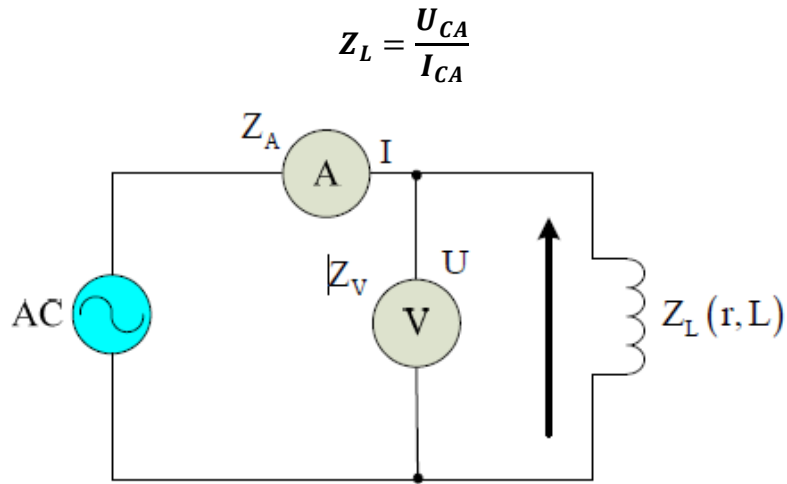 Z_L = U_CA / I_CA
Z_A
I
A
|Z_V
U
V
AC
Z_L (r, L)